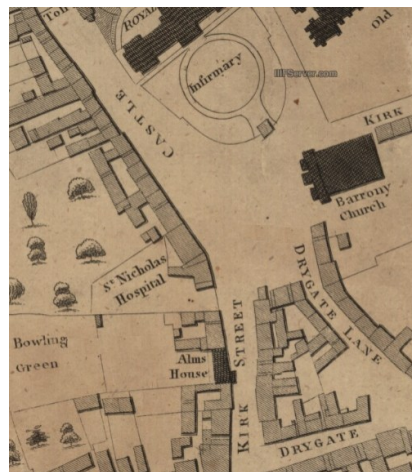 Toll
ROYAL
Infirmary
Old
CASTLE
KIRK
Barrony
Church
St. Nicholas
Hospital
DRYGATE LANE
Bowling
Green
Alms
House
KIRK STREET
DRYGATE